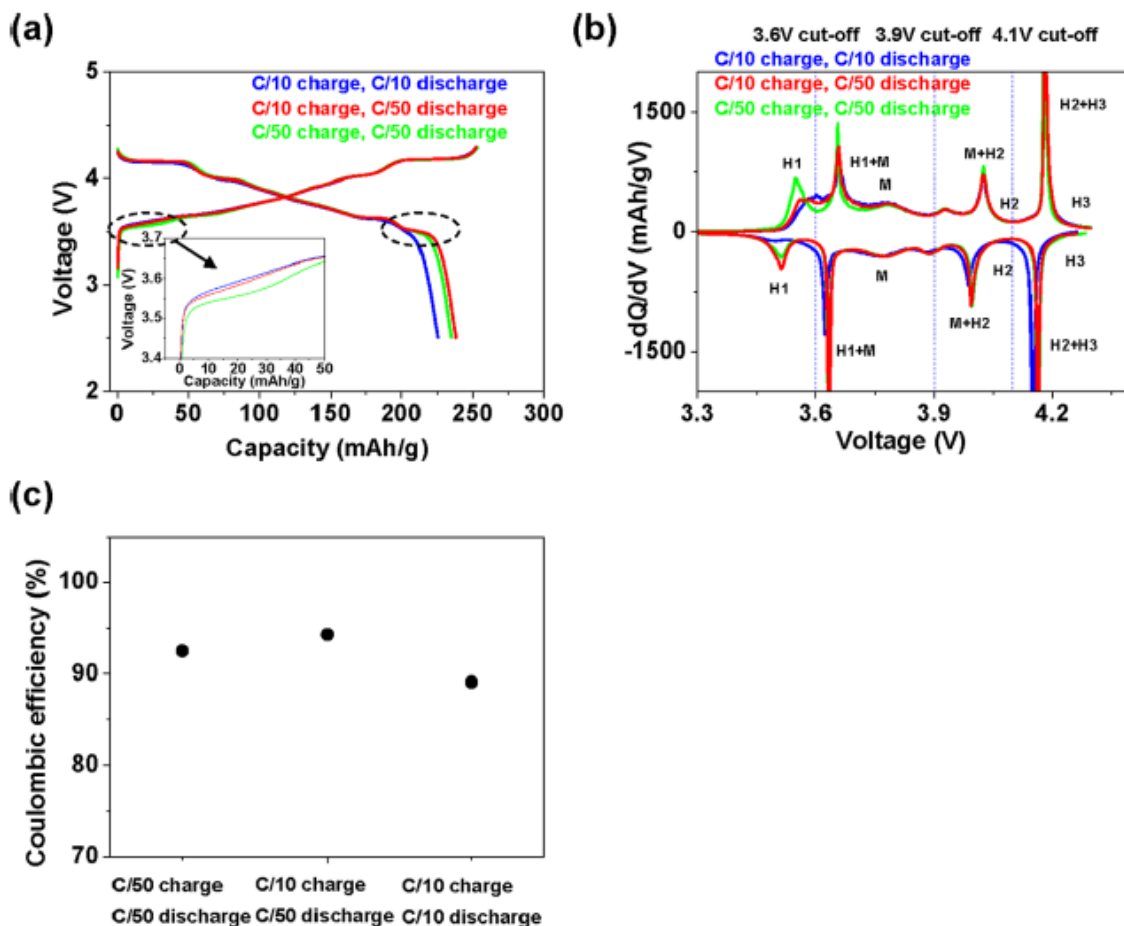 (a)
C/10 charge, C/10 discharge
C/10 charge, C/50 discharge
C/50 charge, C/50 discharge
5
4
3
2
Voltage (V)
0
50
100
150
200
250
300
Capacity (mAh/g)
3.7
3.6
3.5
3.4
Voltage (V)
0
10
20
30
40
50
Capacity (mAh/g)
(b)
3.6V cut-off
3.9V cut-off
4.1V cut-off
C/10 charge, C/10 discharge
C/10 charge, C/50 discharge
C/50 charge, C/50 discharge
1500
0
-1500
dQ/dV (mAh/gV)
H1
H1+M
M
M+H2
H2
H2+H3
H3
H1
H1+M
M
M+H2
H2
H2+H3
H3
3.3
3.6
3.9
4.2
Voltage (V)
(c)
100
90
80
70
Coulombic efficiency (%)
C/50 charge
C/50 discharge
C/10 charge
C/50 discharge
C/10 charge
C/10 discharge